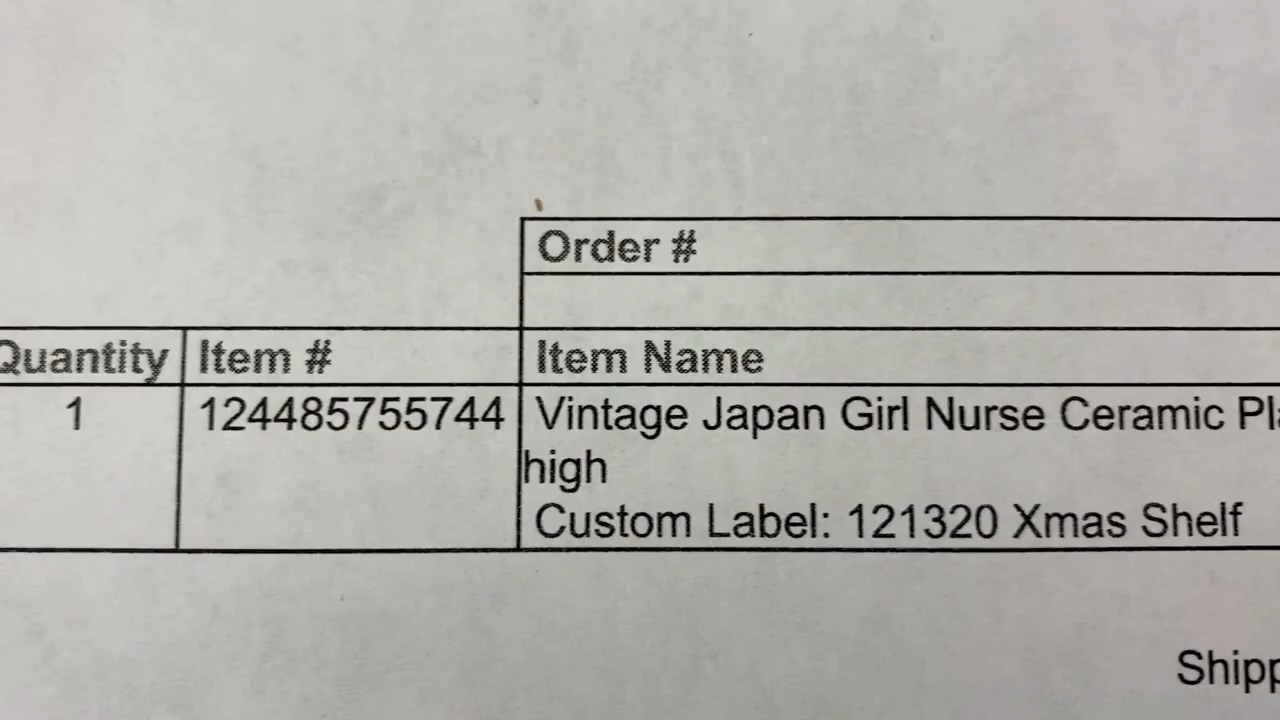 Order #
Quantity Item # Item Name
1 124485755744 Vintage Japan Girl Nurse Ceramic
high
Custom Label: 121320 Xmas Shelf